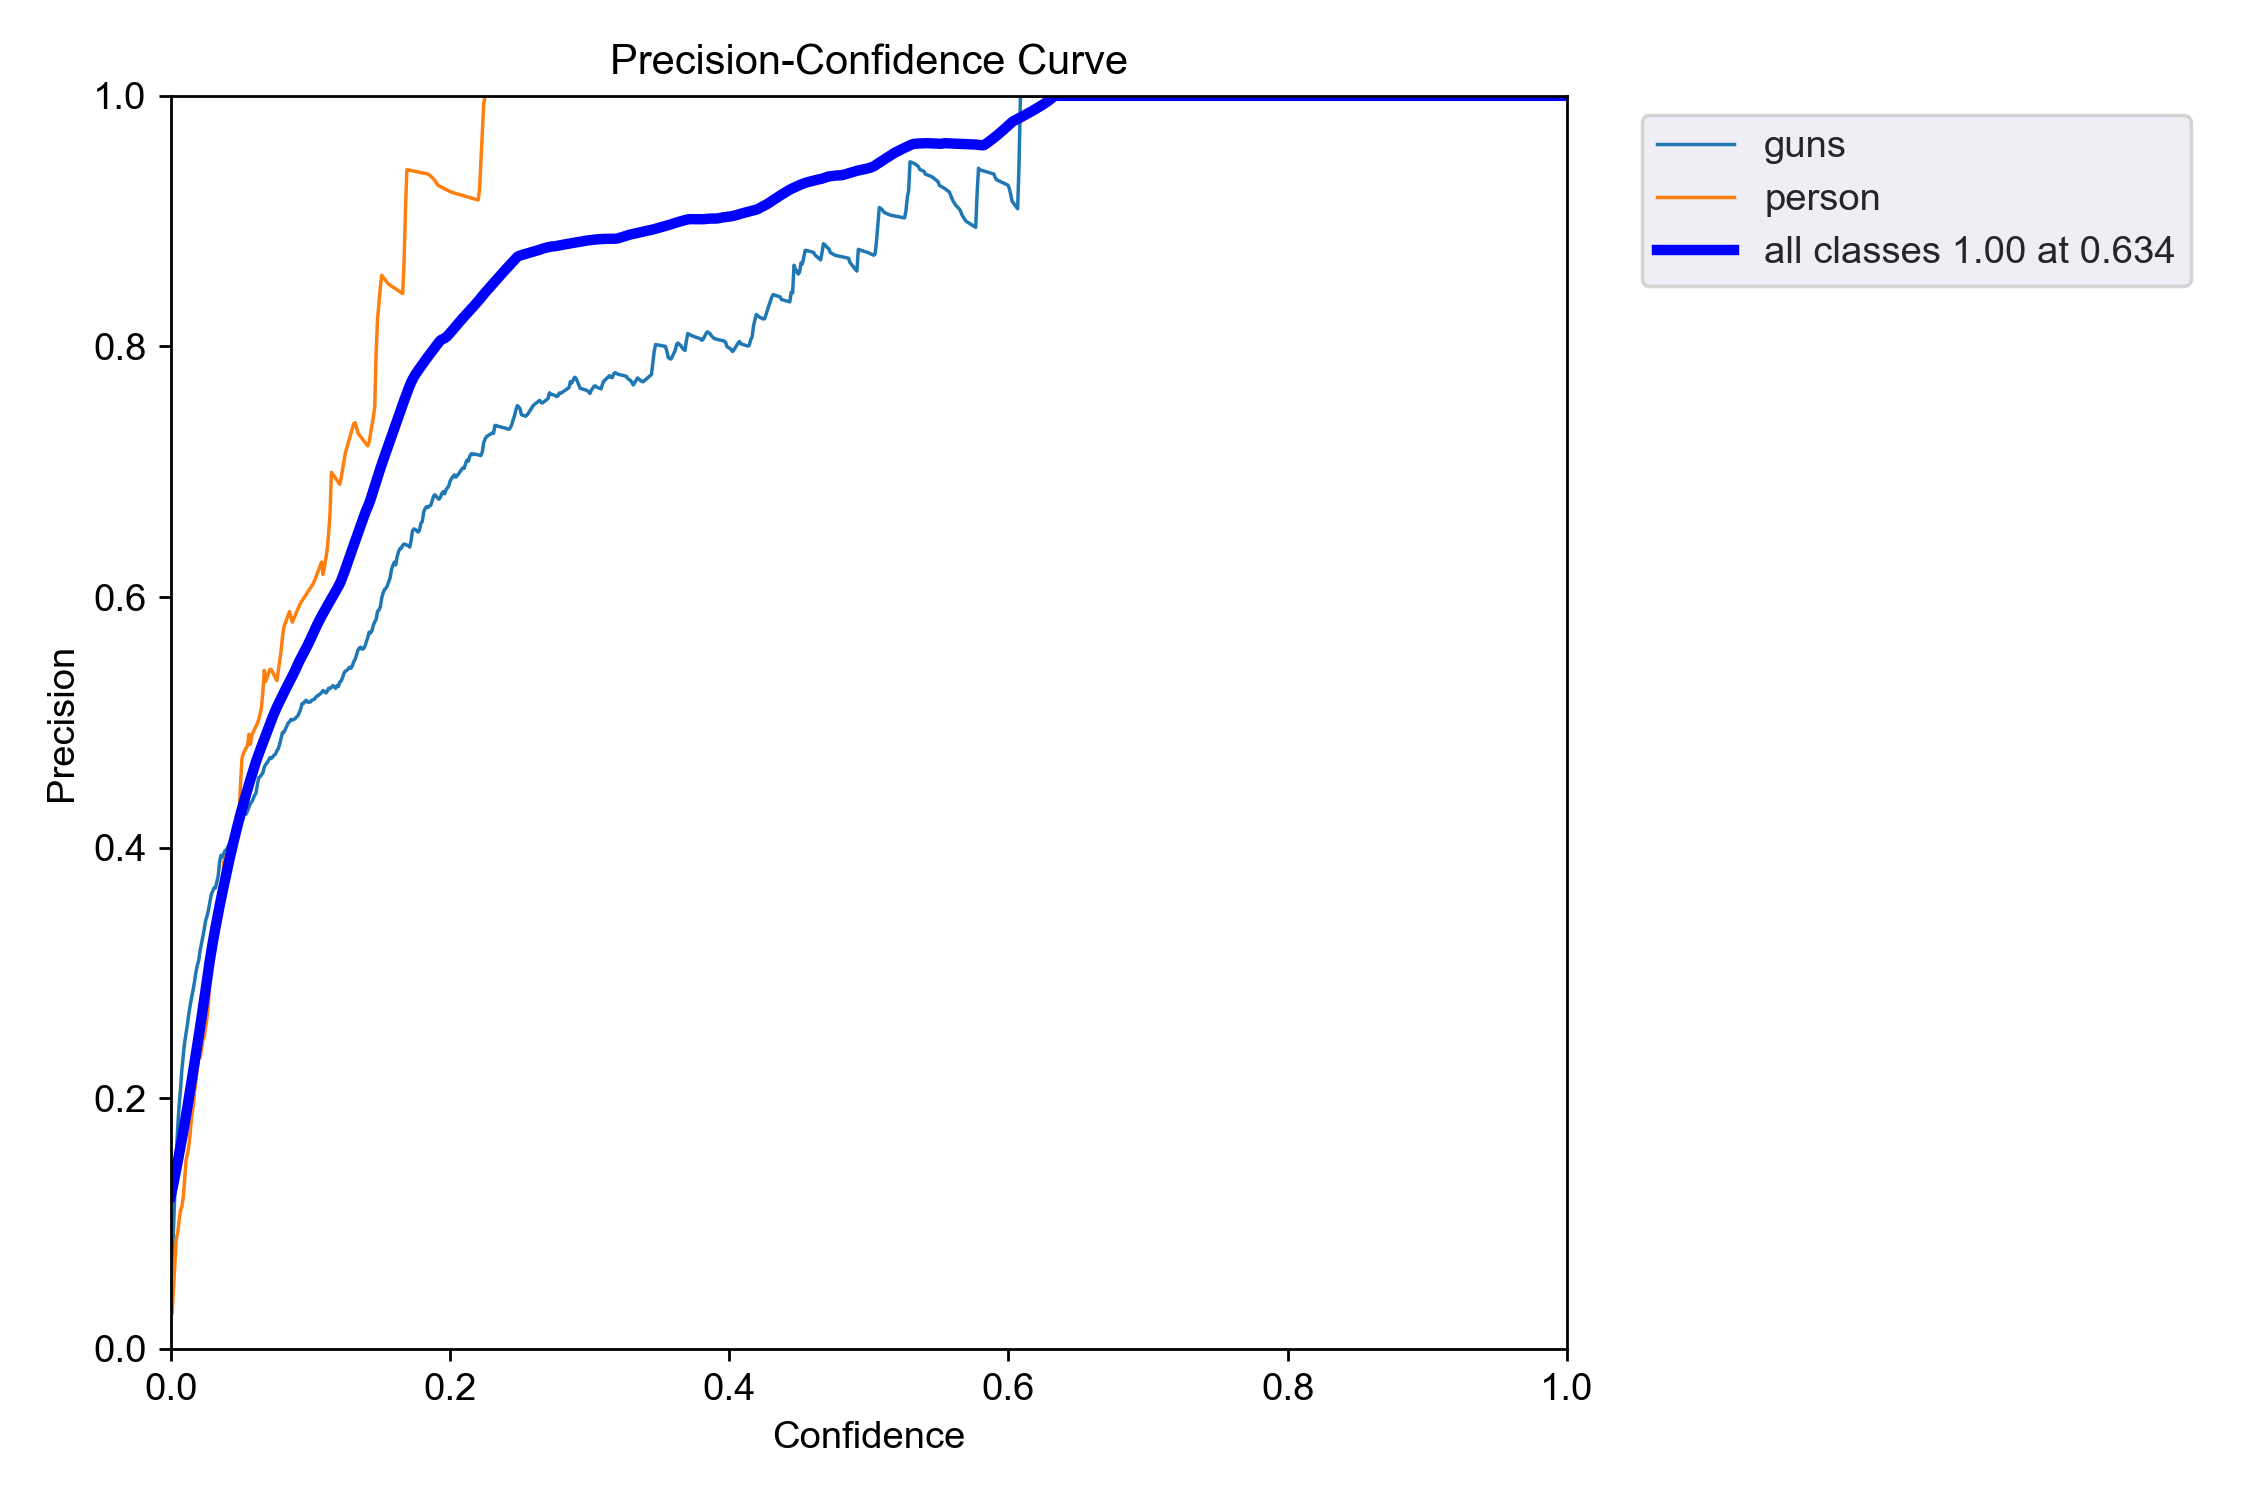 Precision-Confidence Curve
1.0
0.8
0.6
0.4
0.2
0.0
Precision
0.0 0.2 0.4 0.6 0.8 1.0
Confidence
guns
person
all classes 1.00 at 0.634